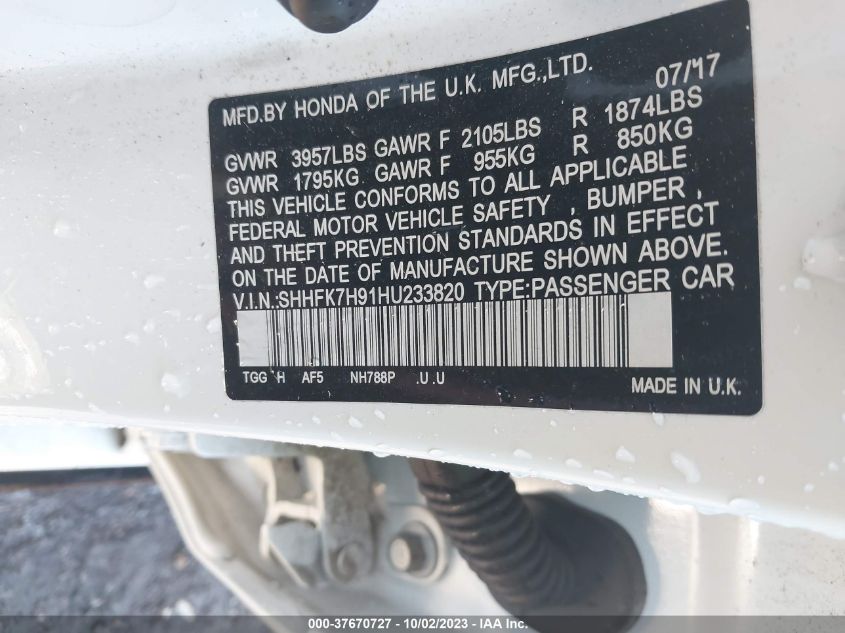 MFD.BY HONDA OF THE U.K. MFG.,LTD. 07/17
GVWR 3957LBS GAWR F 2105LBS R 1874LBS
GVWR 1795KG GAWR F 955KG R 850KG
THIS VEHICLE CONFORMS TO ALL APPLICABLE
FEDERAL MOTOR VEHICLE SAFETY , BUMPER ,
AND THEFT PREVENTION STANDARDS IN EFFECT
ON THE DATE OF MANUFACTURE SHOWN ABOVE.
V.I.N.:SHHFK7H91HU233820 TYPE:PASSENGER CAR
TGG H AF5 NH788P .U .U
MADE IN U.K.
000-37670727 - 10/02/2023 - IAA Inc.